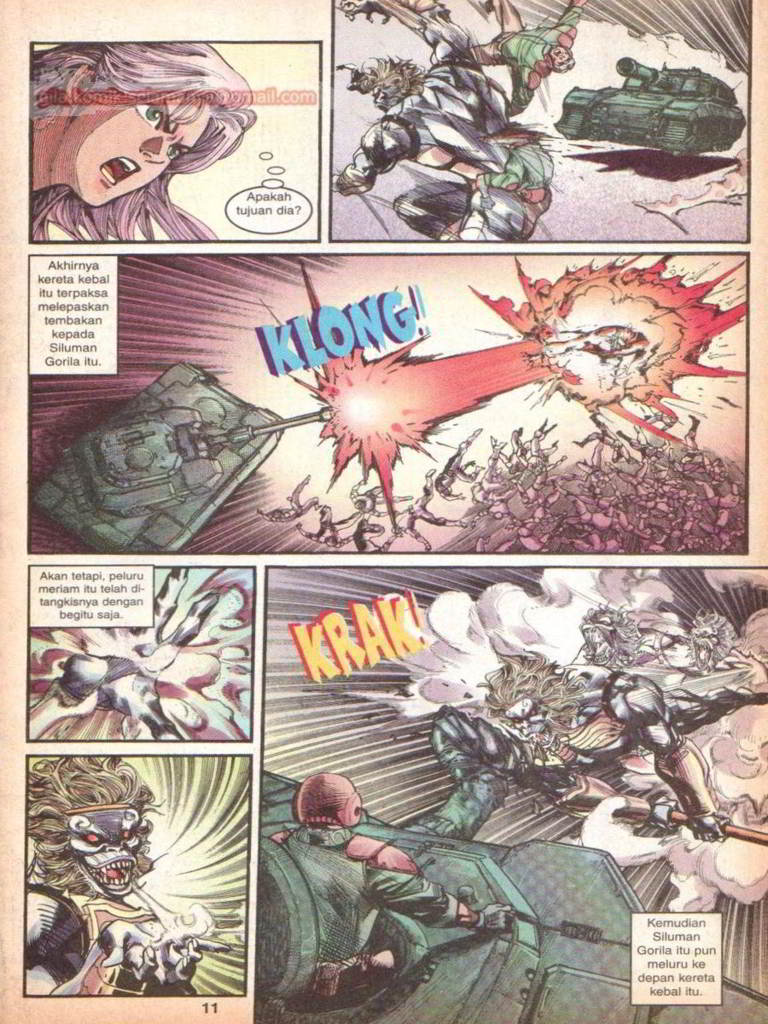 Apakah
tujuan dia?
Akhirnya
kereta kebal
itu terpaksa
melepaskan
tembakan
kepada
Siluman
Gorila itu.
KLONG!
Akan tetapi, peluru
meriam itu telah di-
tangkisnya dengan
begitu saja.
KRAK!
Kemudian
Siluman
Gorila itu pun
meluru ke
depan kereta
kebal itu.
11